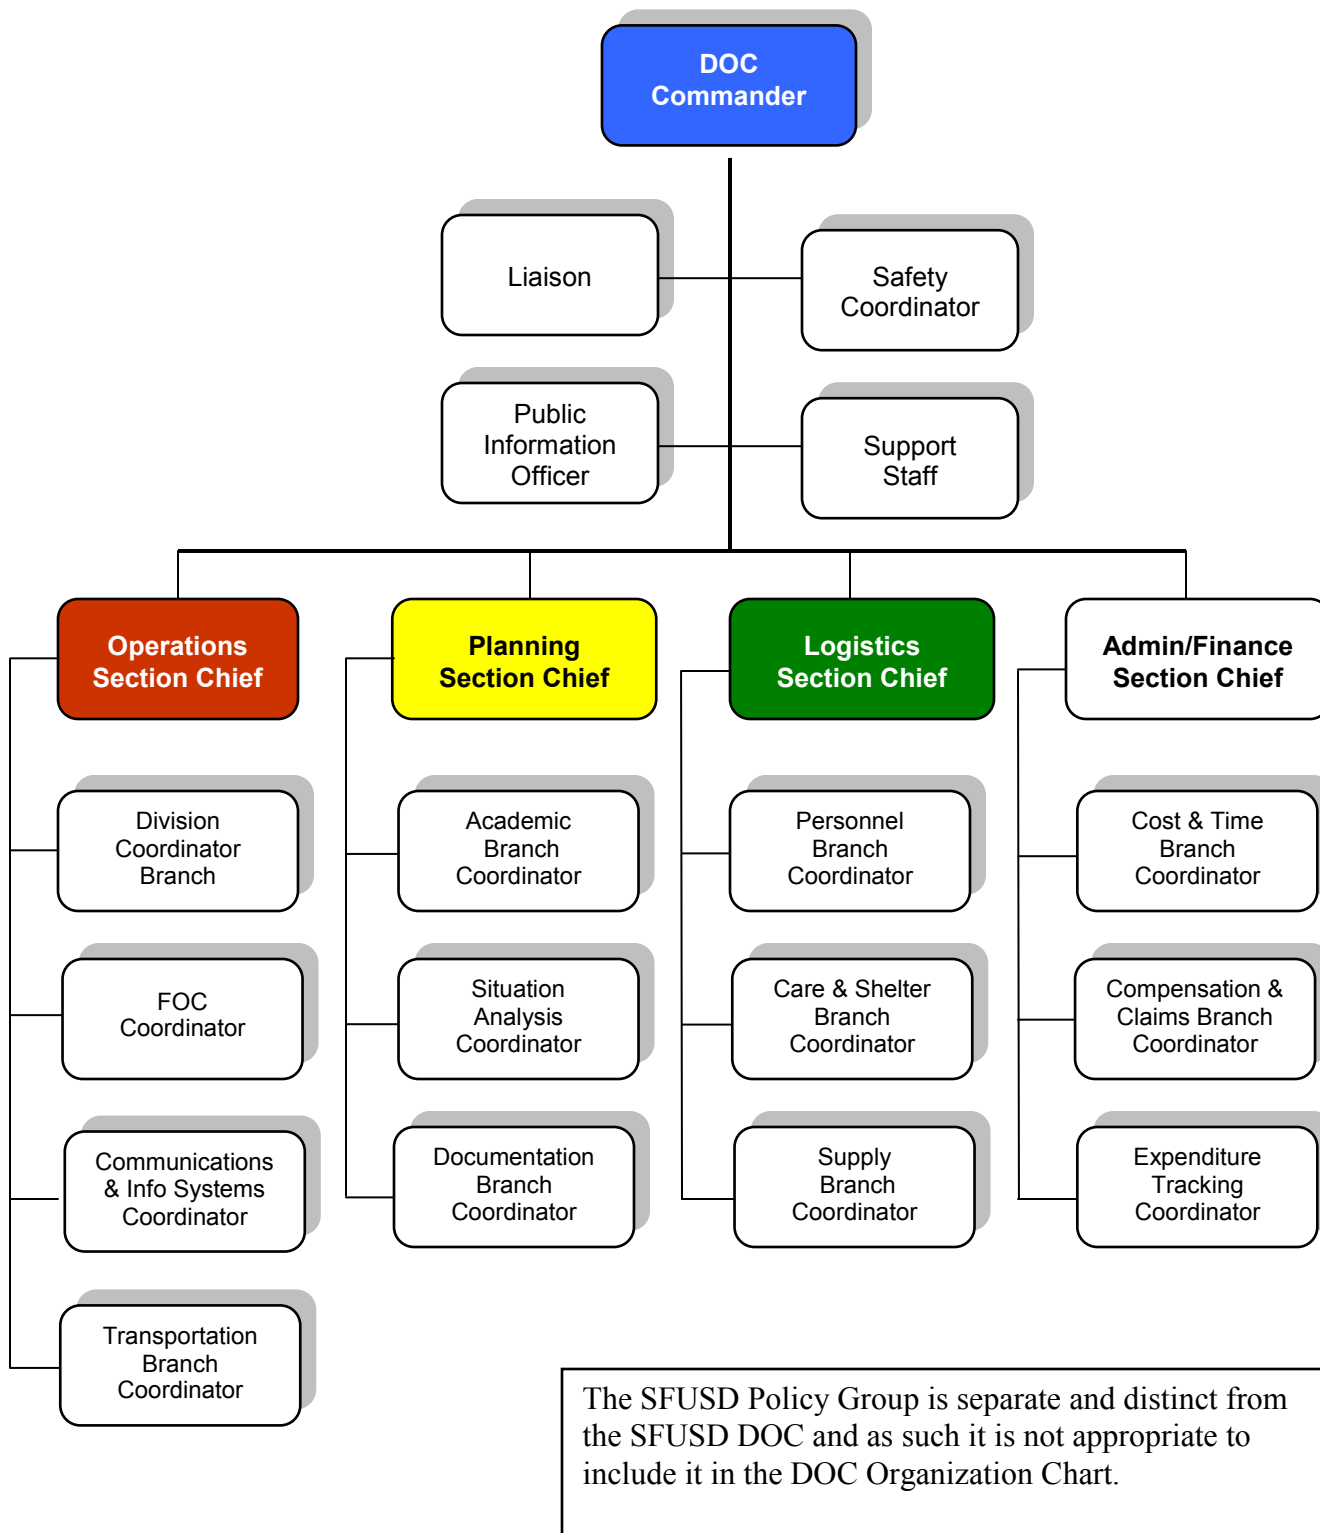 DOC
Commander
Liaison
Safety
Coordinator
Public
Information
Officer
Support
Staff
Operations
Section Chief
Planning
Section Chief
Logistics
Section Chief
Admin/Finance
Section Chief
Division
Coordinator
Branch
Academic
Branch
Coordinator
Personnel
Branch
Coordinator
Cost & Time
Branch
Coordinator
FOC
Coordinator
Situation
Analysis
Coordinator
Care & Shelter
Branch
Coordinator
Compensation &
Claims Branch
Coordinator
Communications
& Info Systems
Coordinator
Documentation
Branch
Coordinator
Supply
Branch
Coordinator
Expenditure
Tracking
Coordinator
Transportation
Branch
Coordinator
The SFUSD Policy Group is separate and distinct from
the SFUSD DOC and as such it is not appropriate to
include it in the DOC Organization Chart.